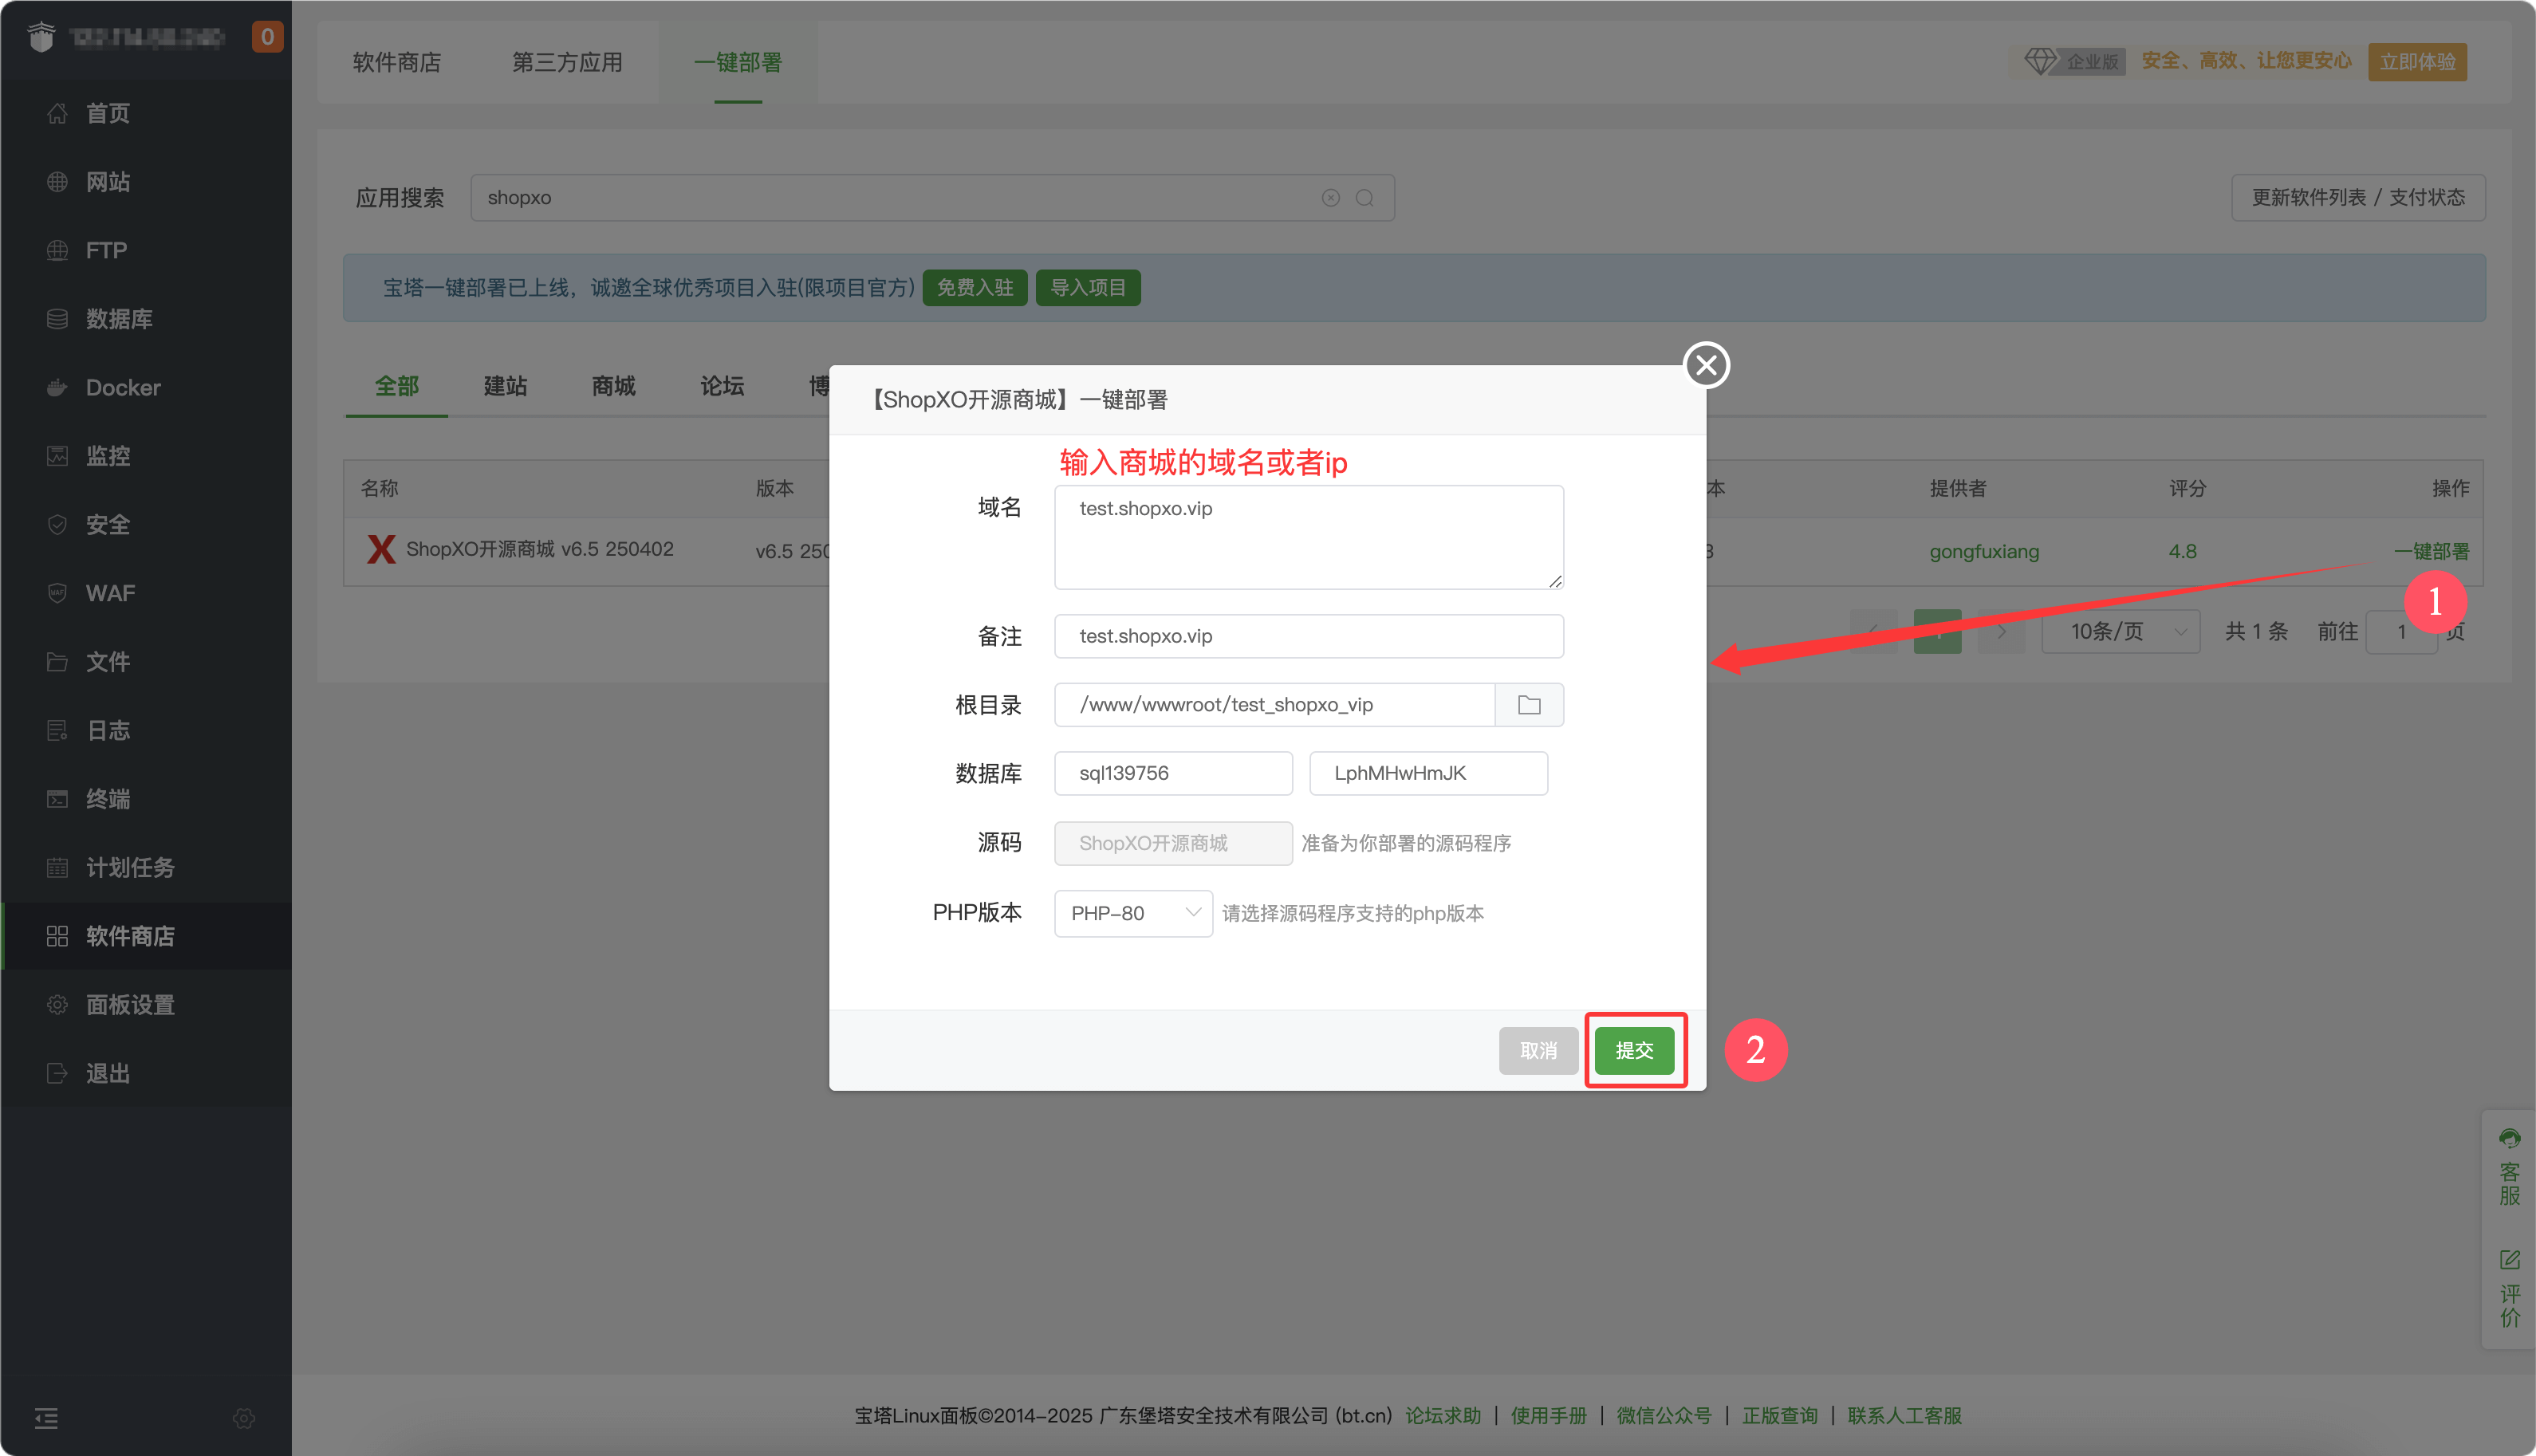 0
首页
网站
FTP
数据库
Docker
监控
安全
WAF
文件
日志
终端
计划任务
软件商店
面板设置
退出
软件商店 第三方应用 一键部署
企业版 安全、高效、让您更安心 立即体验
应用搜索 shopxo 更新软件列表 / 支付状态
宝塔一键部署已上线，诚邀全球优秀项目入驻(限项目官方) 免费入驻 导入项目
全部 建站 商城 论坛 博
名称 版本 本 提供者 评分 操作
X ShopXO开源商城 v6.5 250402 v6.5 250 gongfuxiang 4.8 一键部署
1
10条/页 共 1 条 前往 1 页
【ShopXO开源商城】一键部署
输入商城的域名或者ip
域名 test.shopxo.vip
备注 test.shopxo.vip
根目录 /www/wwwroot/test_shopxo_vip
数据库 sql139756 LphMHwHmJK
源码 ShopXO开源商城 准备为你部署的源码程序
PHP版本 PHP-80 请选择源码程序支持的php版本
取消 提交 2
客服
评价
宝塔Linux面板©2014-2025 广东堡塔安全技术有限公司 (bt.cn) 论坛求助 | 使用手册 | 微信公众号 | 正版查询 | 联系人工客服